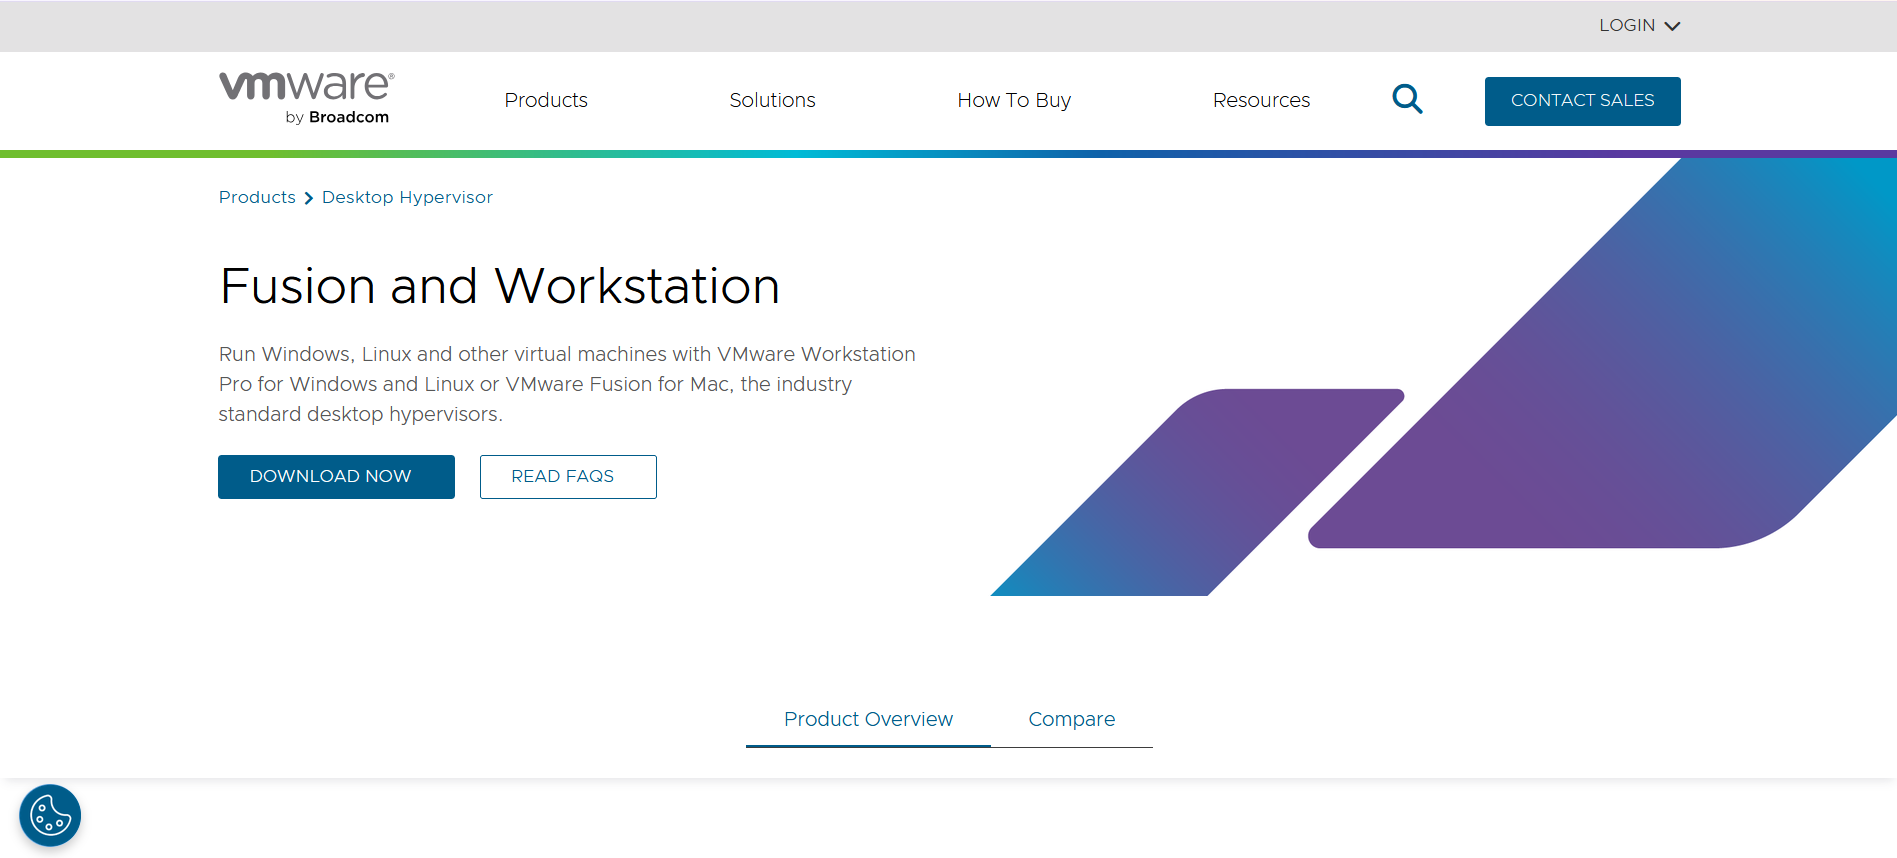 LOGIN
vmware®
by Broadcom
Products
Solutions
How To Buy
Resources
CONTACT SALES
Products
Desktop Hypervisor
Fusion and Workstation
Run Windows, Linux and other virtual machines with VMware Workstation
Pro for Windows and Linux or VMware Fusion for Mac, the industry
standard desktop hypervisors.
DOWNLOAD NOW
READ FAQS
Product Overview
Compare